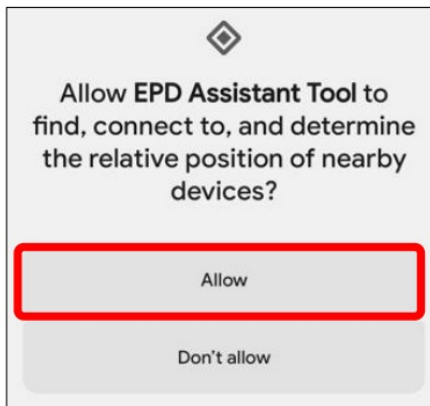 Allow EPD Assistant Tool to
find, connect to, and determine
the relative position of nearby
devices?
Allow
Don't allow